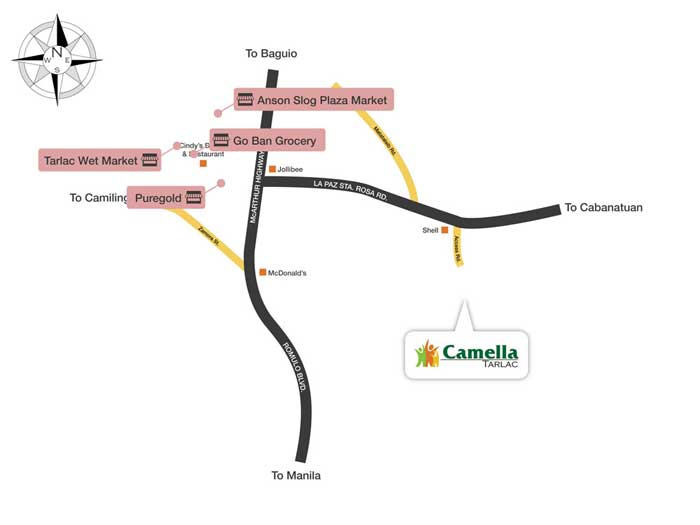 N
W
E
S
To Baguio
Anson Slog Plaza Market
Matatalaib Rd.
Cindy's B
& Restaurant
Go Ban Grocery
Tarlac Wet Market
Jollibee
McARTHUR HIGHWAY
LA PAZ STA. ROSA RD.
To Camiling
Puregold
To Cabanatuan
Zamora St.
Shell
Access Rd.
McDonald's
ROMULO BLVD.
Camella
TARLAC
To Manila